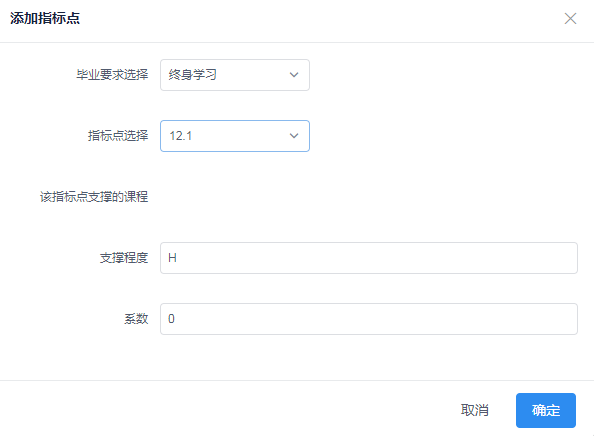 添加指标点
毕业要求选择 终身学习
指标点选择 12.1
该指标点支撑的课程
支撑程度 H
系数 0
取消 确定